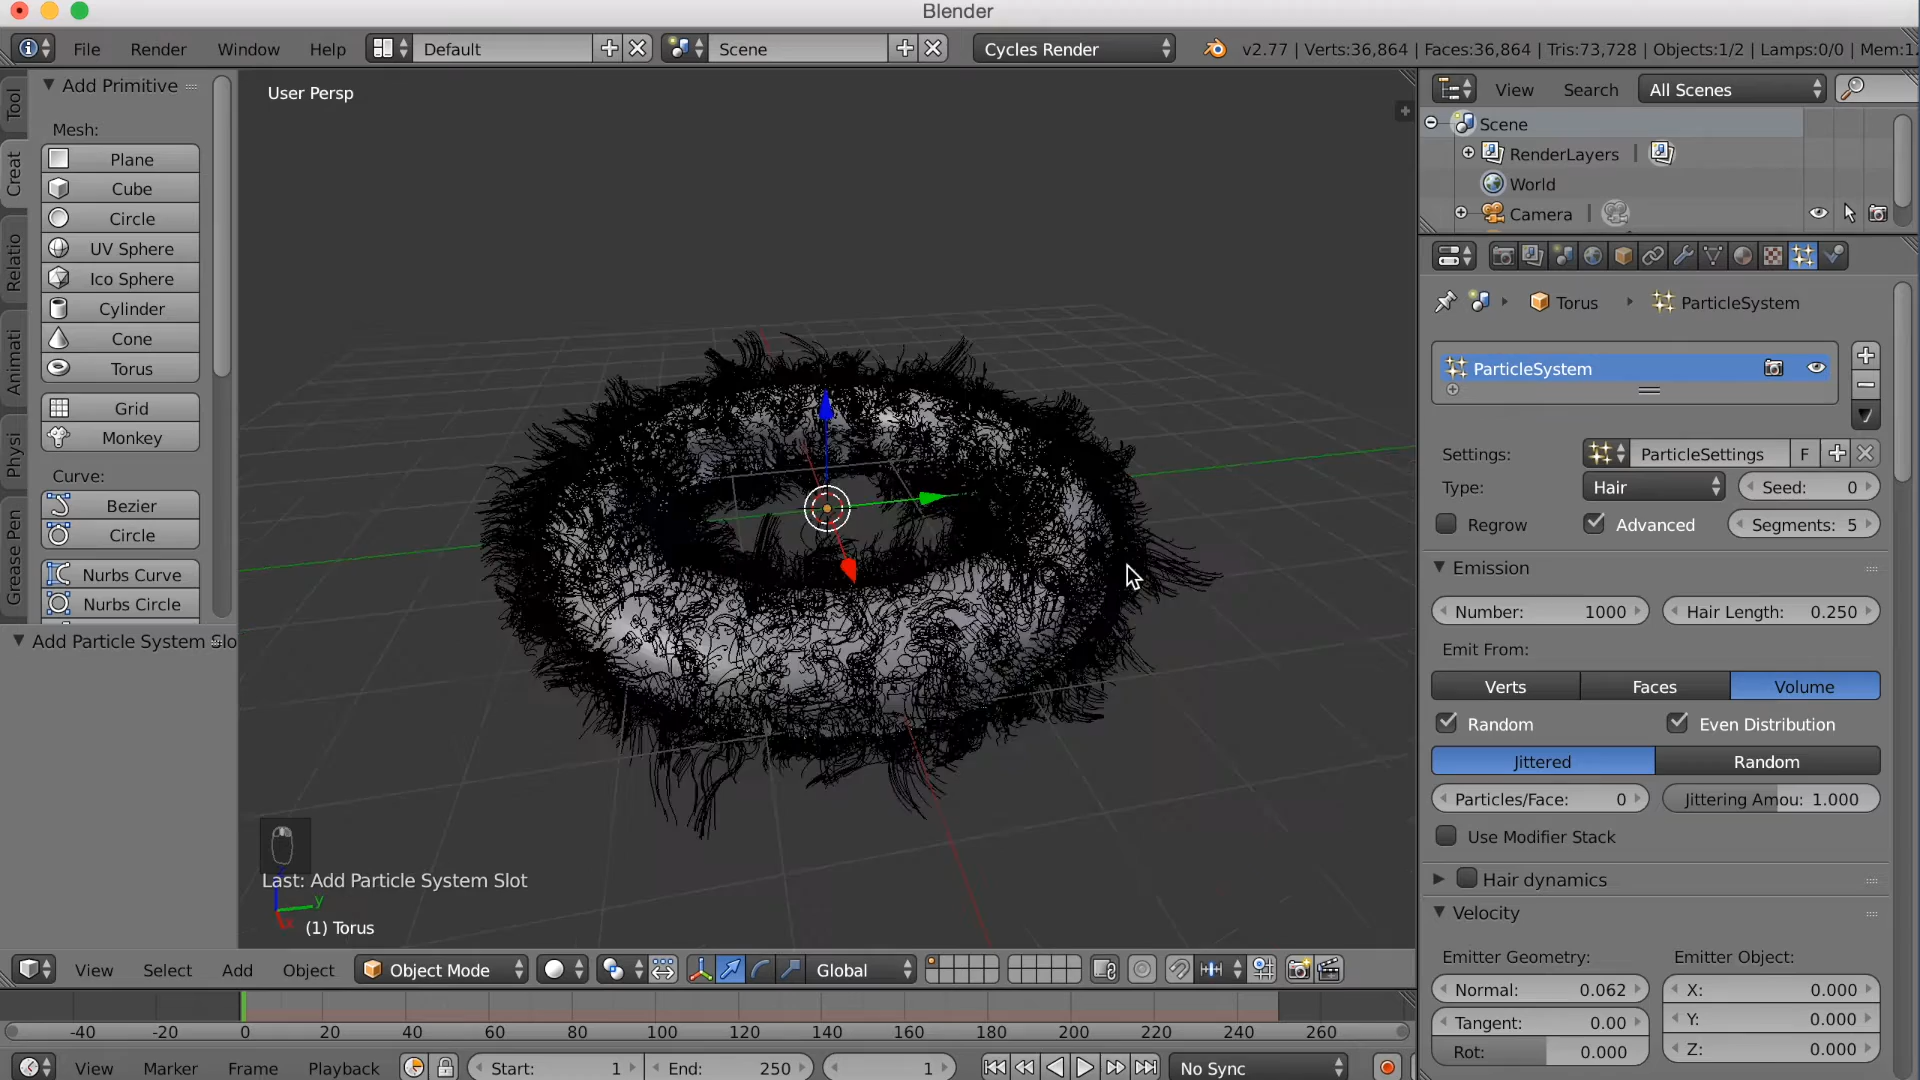 Blender
File Render Window Help Default Scene Cycles Render v2.77 | Verts:36,864 | Faces:36,864 | Tris:73,728 | Objects:1/2 | Lamps:0/0 | Mem:1.
Tool
Creat
Relatio
Animati
Physi
Grease Pen
Add Primitive
Mesh:
Plane
Cube
Circle
UV Sphere
Ico Sphere
Cylinder
Cone
Torus
Grid
Monkey
Curve:
Bezier
Circle
Nurbs Curve
Nurbs Circle
Add Particle System Slo
User Persp
Last: Add Particle System Slot
y
x
(1) Torus
View Search All Scenes
Scene
RenderLayers |
World
Camera |
Torus ParticleSystem
ParticleSystem
Settings: ParticleSettings F
Type: Hair Seed: 0
Regrow Advanced Segments: 5
Emission
Number: 1000 Hair Length: 0.250
Emit From:
Verts Faces Volume
Random Even Distribution
Jittered Random
Particles/Face: 0 Jittering Amou: 1.000
Use Modifier Stack
Hair dynamics
Velocity
Emitter Geometry: Emitter Object:
Normal: 0.062 X: 0.000
Tangent: 0.00 Y: 0.000
Rot: 0.000 Z: 0.000
View Select Add Object Object Mode Global
-40 -20 0 20 40 60 80 100 120 140 160 180 200 220 240 260
View Marker Frame Playback Start: 1 End: 250 1 No Sync